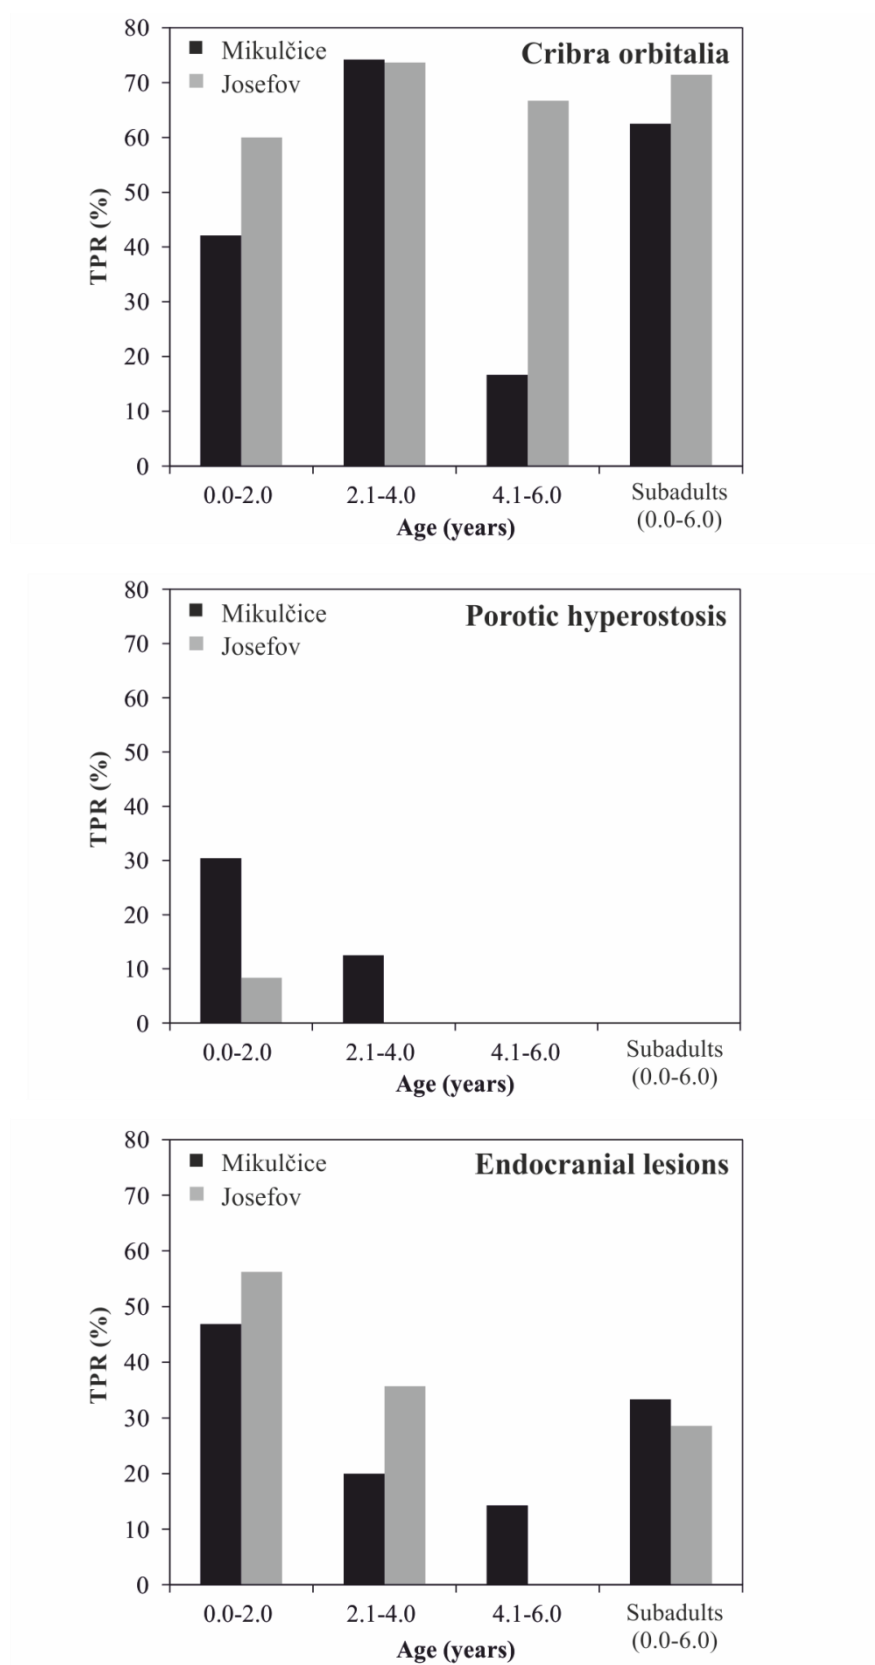 80
Mikulčice
Cribra orbitalia
70
Josefov
60
50
40
30
20
10
0
TPR (%)
0.0-2.0
2.1-4.0
4.1-6.0
Subadults
(0.0-6.0)
Age (years)
80
Mikulčice
Porotic hyperostosis
70
Josefov
60
50
40
30
20
10
0
TPR (%)
0.0-2.0
2.1-4.0
4.1-6.0
Subadults
(0.0-6.0)
Age (years)
80
Mikulčice
Endocranial lesions
70
Josefov
60
50
40
30
20
10
0
TPR (%)
0.0-2.0
2.1-4.0
4.1-6.0
Subadults
(0.0-6.0)
Age (years)